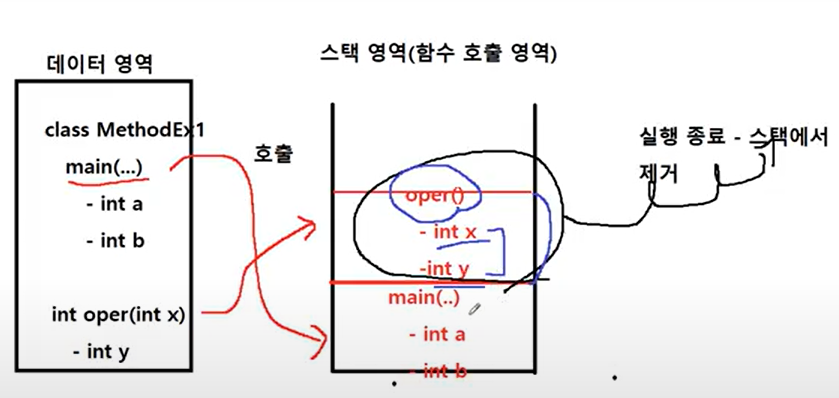 데이터 영역
class MethodEx1
main(...)
- int a
- int b
int oper(int x)
- int y
호출
스택 영역(함수 호출 영역)
oper()
- int x
-int y
main(..)
- int a
- int b
실행 종료 - 스택에서
제거